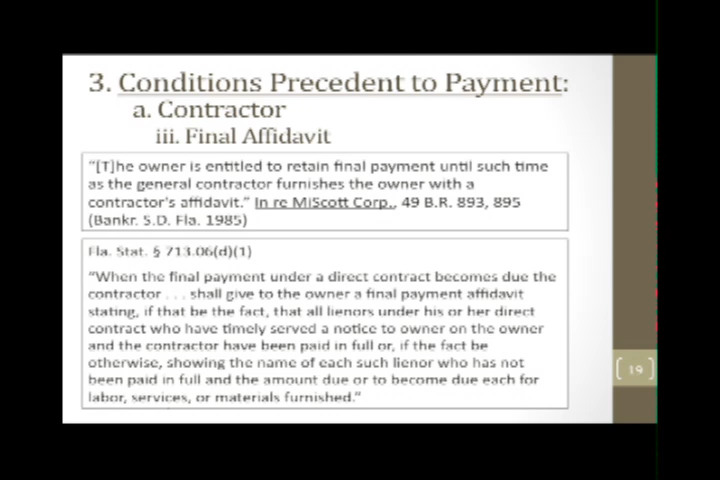 3. Conditions Precedent to Payment:
a. Contractor
iii. Final Affidavit
“[T]he owner is entitled to retain final payment until such time
as the general contractor furnishes the owner with a
contractor’s affidavit.” In re MiScott Corp., 49 B.R. 893, 895
(Bankr. S.D. Fla. 1985)
Fla. Stat. § 713.06(d)(1)
“When the final payment under a direct contract becomes due the
contractor . . . shall give to the owner a final payment affidavit
stating, if that be the fact, that all lienors under his or her direct
contract who have timely served a notice to owner on the owner
and the contractor have been paid in full or, if the fact be
otherwise, showing the name of each such lienor who has not
been paid in full and the amount due or to become due each for
labor, services, or materials furnished.”
19